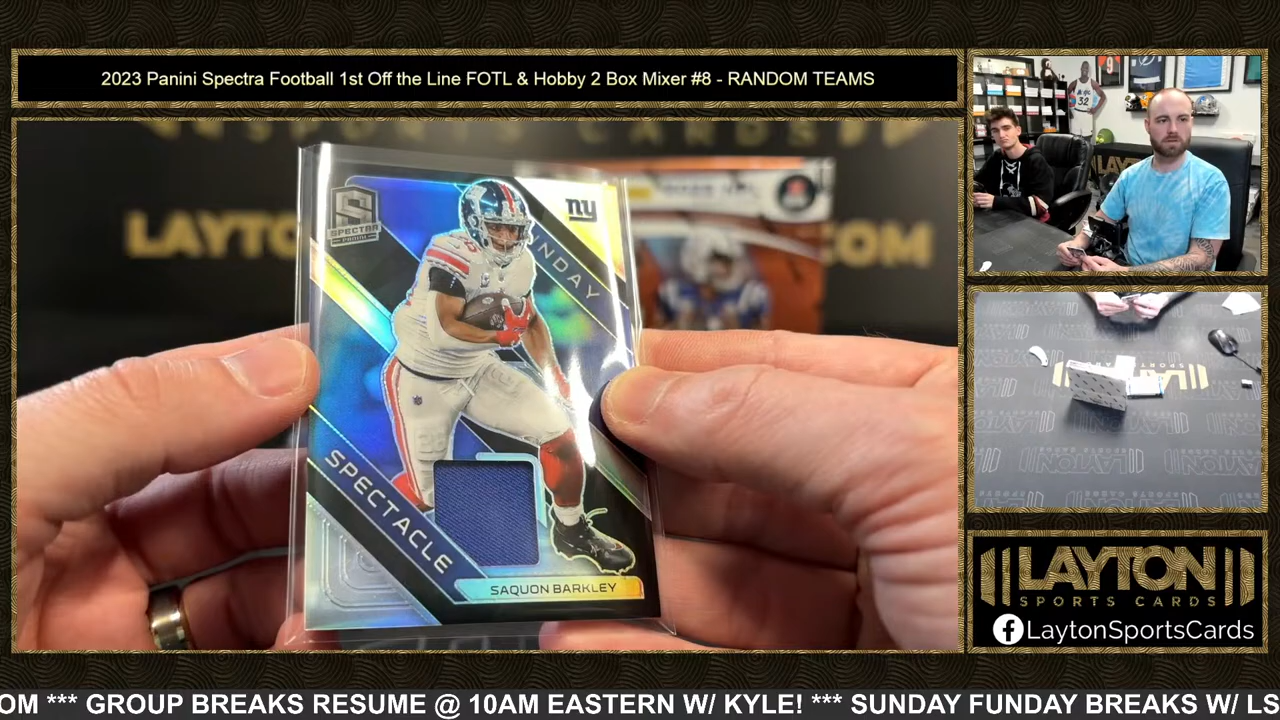 2023 Panini Spectra Football 1st Off the Line FOTL & Hobby 2 Box Mixer #8 - RANDOM TEAMS
S
SPECTRA
PANINI
ny
SUNDAY
SPECTACLE
SAQUON BARKLEY
LAYTON
SPORTS CARDS
LaytonSportsCards
OM *** GROUP BREAKS RESUME @ 10AM EASTERN W/ KYLE! *** SUNDAY FUNDAY BREAKS W/ LS